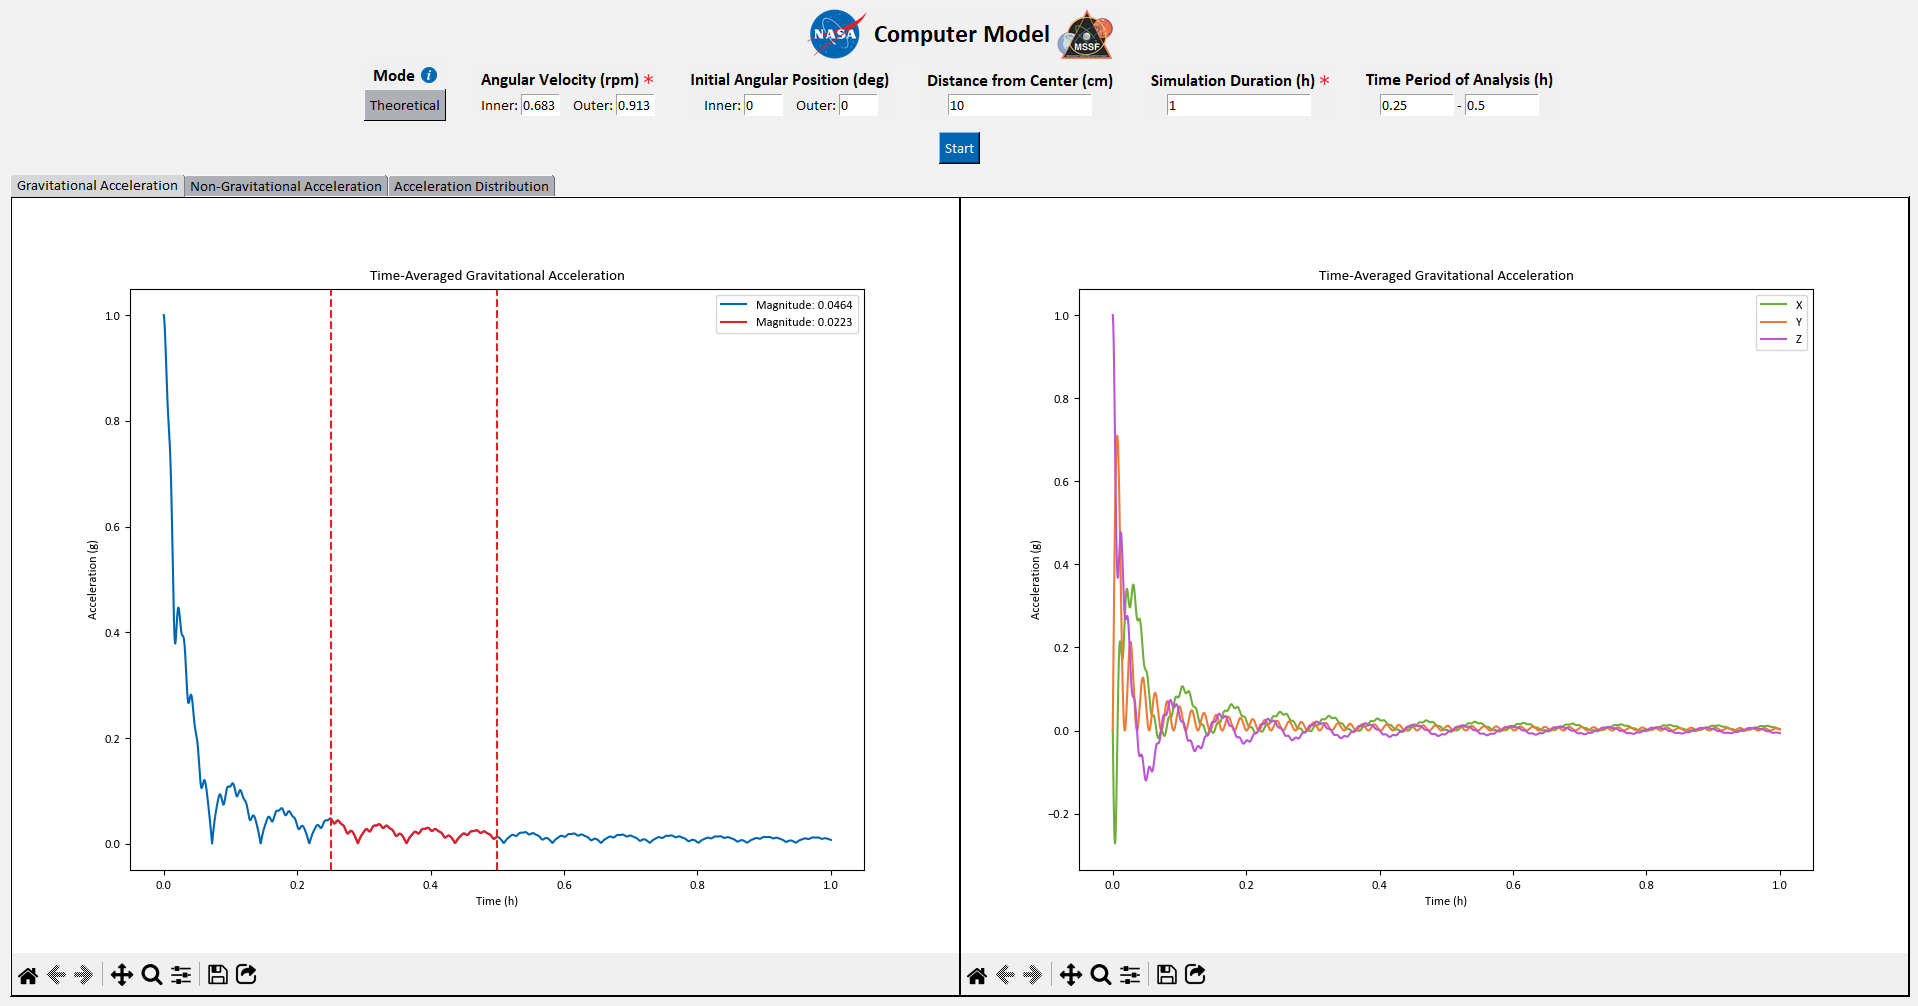 NASA Computer Model MSSF
Mode i Angular Velocity (rpm) * Initial Angular Position (deg) Distance from Center (cm) Simulation Duration (h) * Time Period of Analysis (h)
Theoretical Inner: 0.683 Outer: 0.913 Inner: 0 Outer: 0 10 1 0.25 - 0.5
Start
Gravitational Acceleration Non-Gravitational Acceleration Acceleration Distribution
Time-Averaged Gravitational Acceleration
Magnitude: 0.0464
Magnitude: 0.0223
1.0
0.8
0.6
0.4
0.2
0.0
Acceleration (g)
0.0 0.2 0.4 0.6 0.8 1.0
Time (h)
Time-Averaged Gravitational Acceleration
X
Y
Z
1.0
0.8
0.6
0.4
0.2
0.0
−0.2
Acceleration (g)
0.0 0.2 0.4 0.6 0.8 1.0
Time (h)